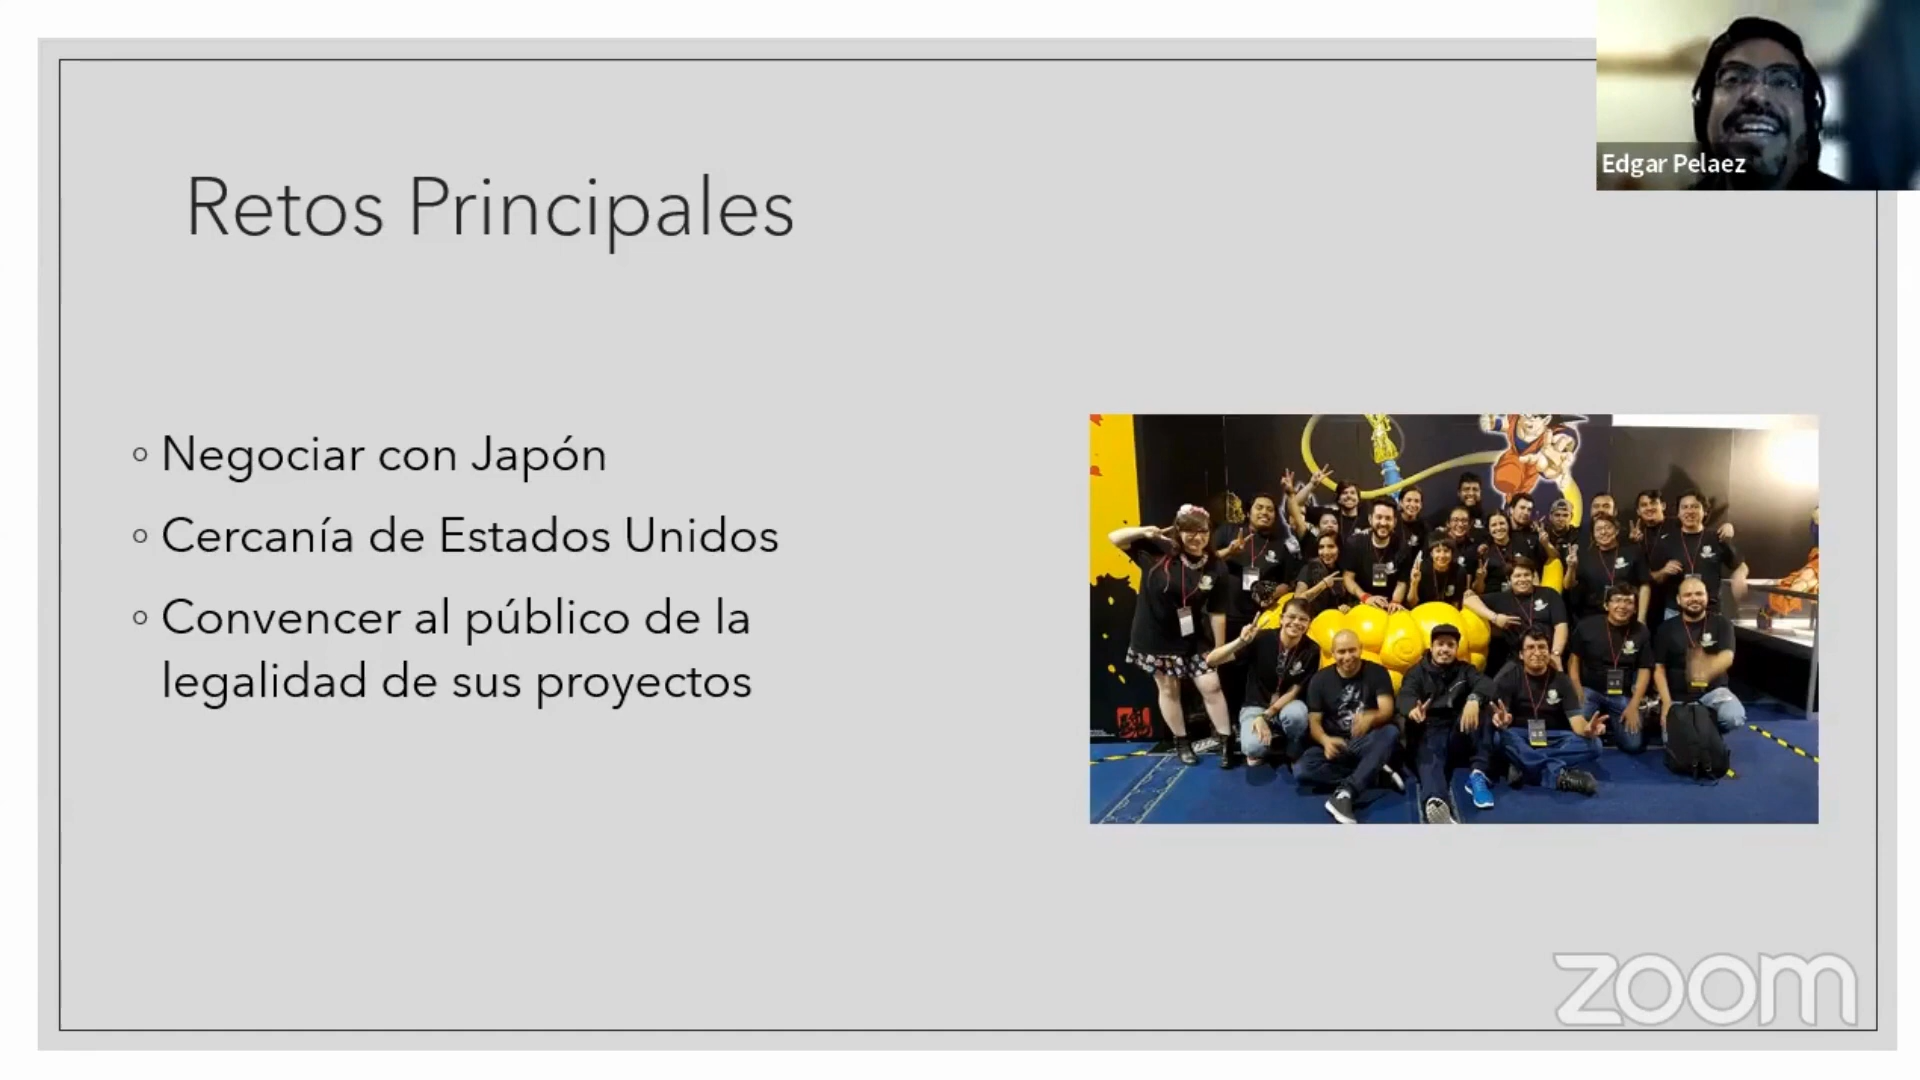 Edgar Pelaez
Retos Principales
◦ Negociar con Japón
◦ Cercanía de Estados Unidos
◦ Convencer al público de la
legalidad de sus proyectos
zoom